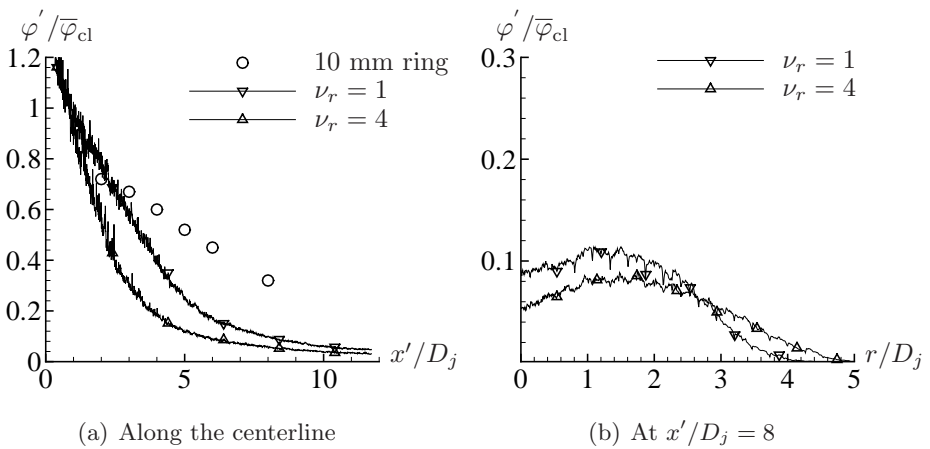 φ′/φ̅cl
1.2
1
0.8
0.6
0.4
0.2
0
0 5 10
x′/Dj
10 mm ring
νr = 1
νr = 4
(a) Along the centerline
φ′/φ̅cl
0.3
0.2
0.1
0 1 2 3 4 5
r/Dj
νr = 1
νr = 4
(b) At x′/Dj = 8